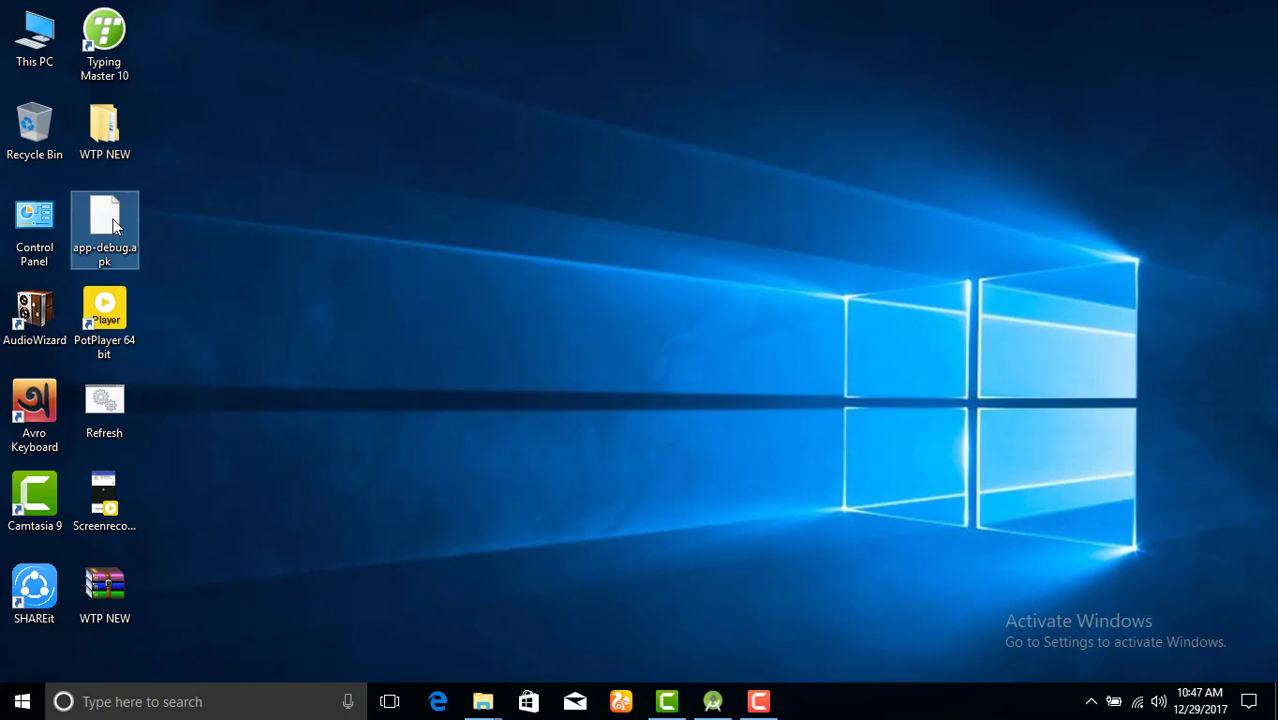 This PC
Typing
Master 10
Recycle Bin
WTP NEW
Control
Panel
app-debug.a
pk
AudioWizard
Player
PotPlayer 64
bit
Avro
Keyboard
Refresh
Camtasia 9
Screenreco...
SHAREit
WTP NEW
Activate Windows
Go to Settings to activate Windows.
Type here to search
10:47 AM
12/29/2017